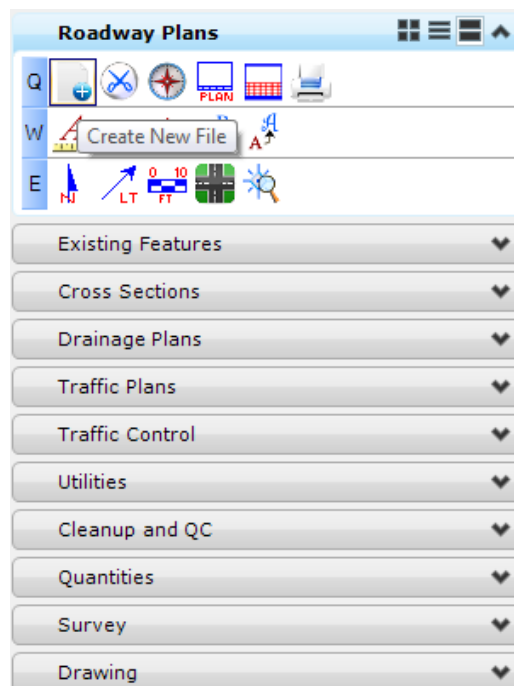 Roadway Plans
Q PLAN
W A Create New File A A
E N LT 0 10 FT
Existing Features
Cross Sections
Drainage Plans
Traffic Plans
Traffic Control
Utilities
Cleanup and QC
Quantities
Survey
Drawing